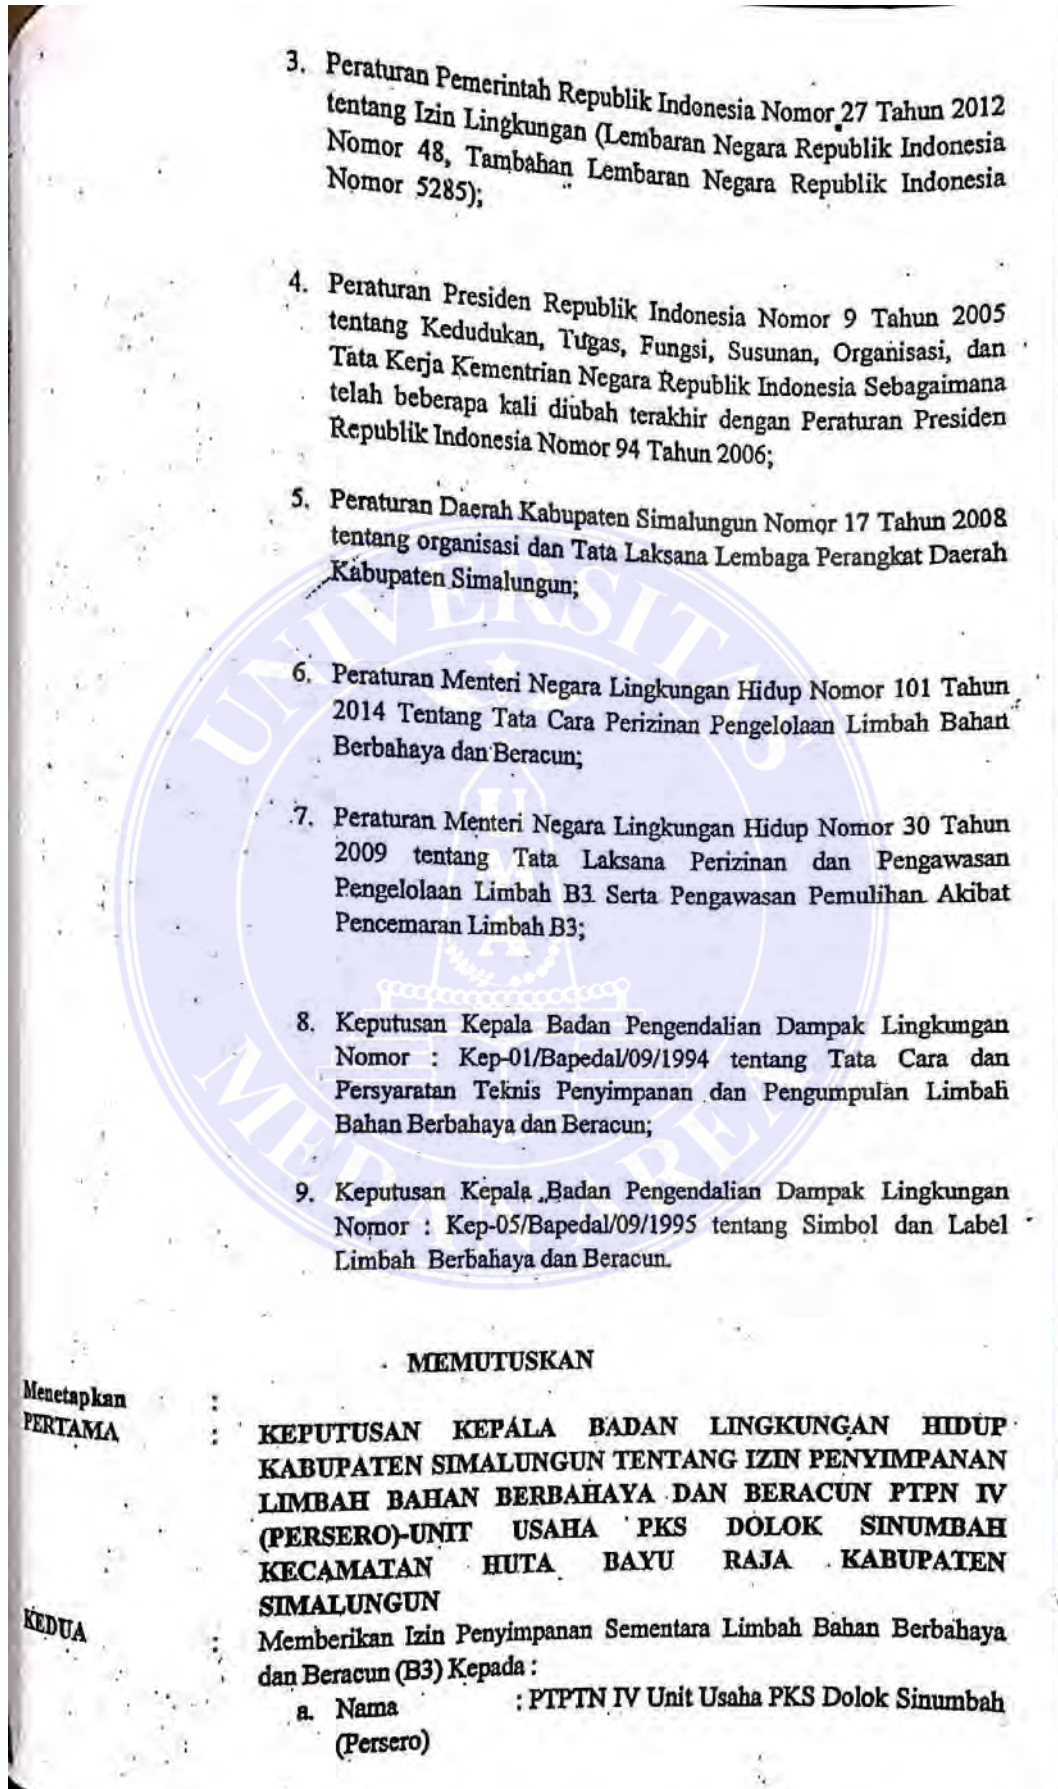 3. Peraturan Pemerintah Republik Indonesia Nomor 27 Tahun 2012
tentang Izin Lingkungan (Lembaran Negara Republik Indonesia
Nomor 48, Tambahan Lembaran Negara Republik Indonesia
Nomor 5285);
4. Peraturan Presiden Republik Indonesia Nomor 9 Tahun 2005
tentang Kedudukan, Tugas, Fungsi, Susunan, Organisasi, dan
Tata Kerja Kementrian Negara Republik Indonesia Sebagaimana
telah beberapa kali diubah terakhir dengan Peraturan Presiden
Republik Indonesia Nomor 94 Tahun 2006;
5. Peraturan Daerah Kabupaten Simalungun Nomor 17 Tahun 2008
tentang organisasi dan Tata Laksana Lembaga Perangkat Daerah
Kabupaten Simalungun;
UNIVERSITAS
6. Peraturan Menteri Negara Lingkungan Hidup Nomor 101 Tahun
2014 Tentang Tata Cara Perizinan Pengelolaan Limbah Bahan
Berbahaya dan Beracun;
7. Peraturan Menteri Negara Lingkungan Hidup Nomor 30 Tahun
2009 tentang Tata Laksana Perizinan dan Pengawasan
Pengelolaan Limbah B3 Serta Pengawasan Pemulihan Akibat
Pencemaran Limbah B3;
UMA
8. Keputusan Kepala Badan Pengendalian Dampak Lingkungan
Nomor : Kep-01/Bapedal/09/1994 tentang Tata Cara dan
Persyaratan Teknis Penyimpanan dan Pengumpulan Limbah
Bahan Berbahaya dan Beracun;
MEDAN AREA
9. Keputusan Kepala Badan Pengendalian Dampak Lingkungan
Nomor : Kep-05/Bapedal/09/1995 tentang Simbol dan Label
Limbah Berbahaya dan Beracun.
MEMUTUSKAN
Menetapkan :
PERTAMA : KEPUTUSAN KEPALA BADAN LINGKUNGAN HIDUP
KABUPATEN SIMALUNGUN TENTANG IZIN PENYIMPANAN
LIMBAH BAHAN BERBAHAYA DAN BERACUN PTPN IV
(PERSERO)-UNIT USAHA PKS DOLOK SINUMBAH
KECAMATAN HUTA BAYU RAJA KABUPATEN
SIMALUNGUN
KEDUA : Memberikan Izin Penyimpanan Sementara Limbah Bahan Berbahaya
dan Beracun (B3) Kepada :
a. Nama : PTPTN IV Unit Usaha PKS Dolok Sinumbah
(Persero)